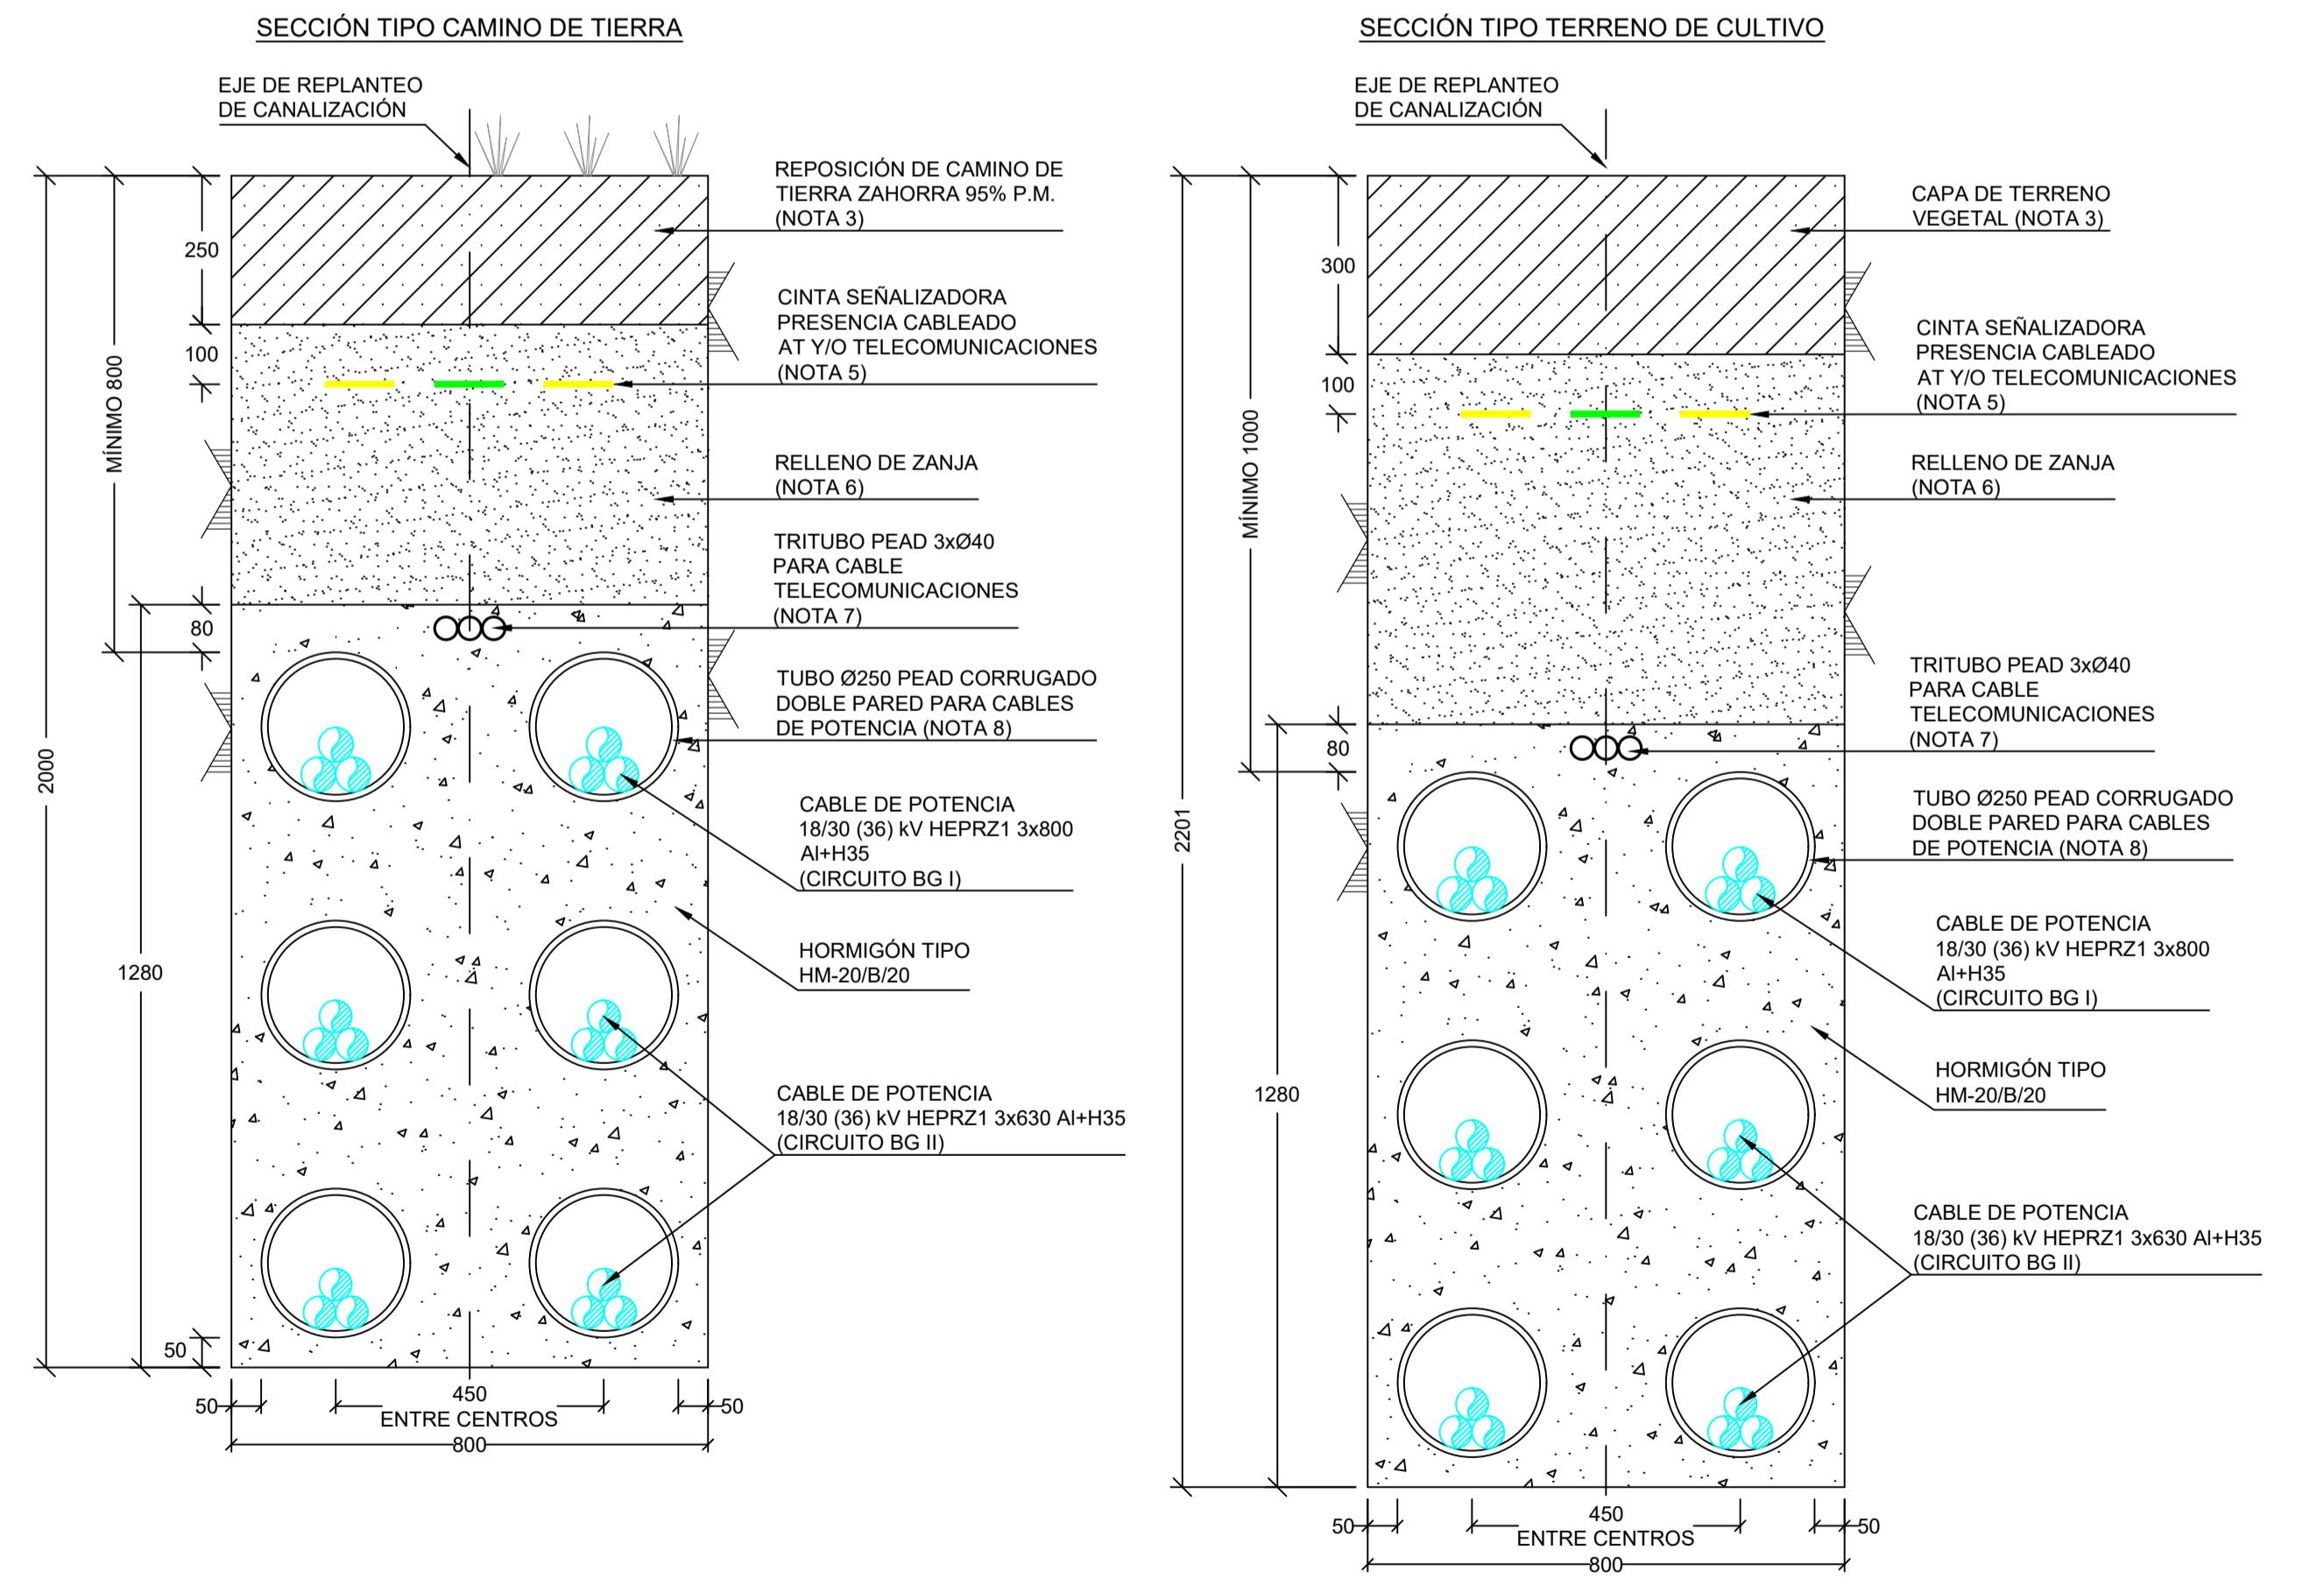 SECCIÓN TIPO CAMINO DE TIERRA
EJE DE REPLANTEO
DE CANALIZACIÓN
REPOSICIÓN DE CAMINO DE
TIERRA ZAHORRA 95% P.M.
(NOTA 3)
250
CINTA SEÑALIZADORA
PRESENCIA CABLEADO
AT Y/O TELECOMUNICACIONES
(NOTA 5)
100
MÍNIMO 800
RELLENO DE ZANJA
(NOTA 6)
TRITUBO PEAD 3xØ40
PARA CABLE
TELECOMUNICACIONES
(NOTA 7)
80
TUBO Ø250 PEAD CORRUGADO
DOBLE PARED PARA CABLES
DE POTENCIA (NOTA 8)
2000
CABLE DE POTENCIA
18/30 (36) kV HEPRZ1 3x800
Al+H35
(CIRCUITO BG I)
HORMIGÓN TIPO
HM-20/B/20
1280
CABLE DE POTENCIA
18/30 (36) kV HEPRZ1 3x630 Al+H35
(CIRCUITO BG II)
50
450
50
50
ENTRE CENTROS
800
SECCIÓN TIPO TERRENO DE CULTIVO
EJE DE REPLANTEO
DE CANALIZACIÓN
CAPA DE TERRENO
VEGETAL (NOTA 3)
300
CINTA SEÑALIZADORA
PRESENCIA CABLEADO
AT Y/O TELECOMUNICACIONES
(NOTA 5)
100
MÍNIMO 1000
RELLENO DE ZANJA
(NOTA 6)
TRITUBO PEAD 3xØ40
PARA CABLE
TELECOMUNICACIONES
(NOTA 7)
80
TUBO Ø250 PEAD CORRUGADO
DOBLE PARED PARA CABLES
DE POTENCIA (NOTA 8)
2201
CABLE DE POTENCIA
18/30 (36) kV HEPRZ1 3x800
Al+H35
(CIRCUITO BG I)
HORMIGÓN TIPO
HM-20/B/20
1280
CABLE DE POTENCIA
18/30 (36) kV HEPRZ1 3x630 Al+H35
(CIRCUITO BG II)
450
50
50
ENTRE CENTROS
800